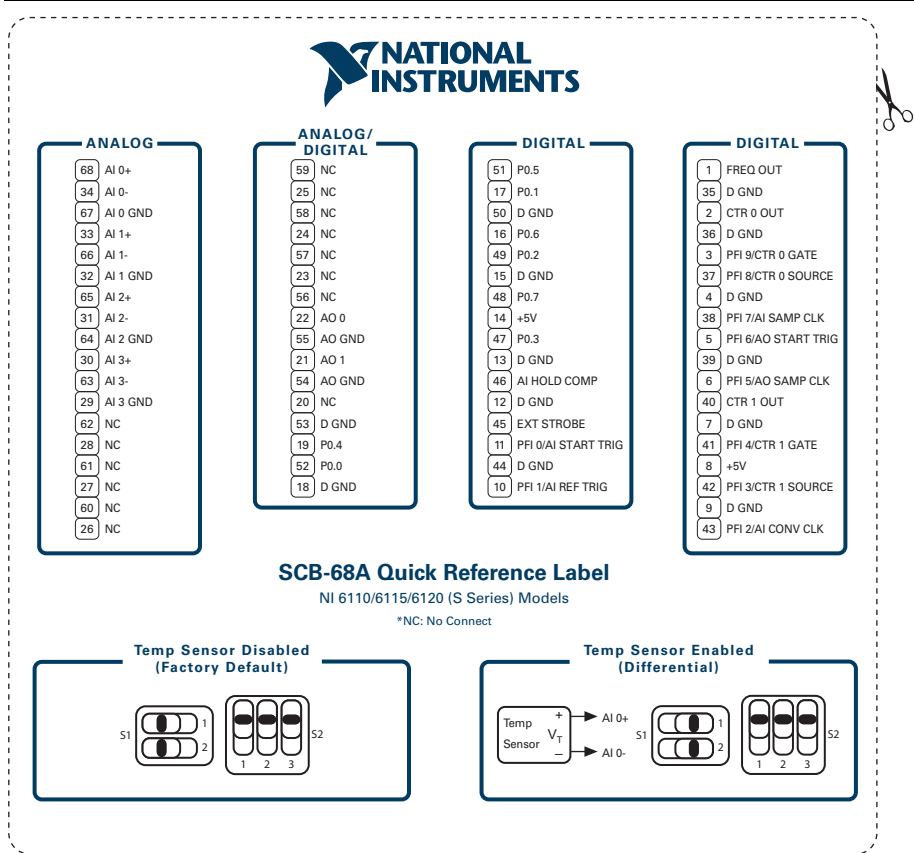 NATIONAL
INSTRUMENTS
ANALOG
68 AI 0+
34 AI 0-
67 AI 0 GND
33 AI 1+
66 AI 1-
32 AI 1 GND
65 AI 2+
31 AI 2-
64 AI 2 GND
30 AI 3+
63 AI 3-
29 AI 3 GND
62 NC
28 NC
61 NC
27 NC
60 NC
26 NC
ANALOG/
DIGITAL
59 NC
25 NC
58 NC
24 NC
57 NC
23 NC
56 NC
22 AO 0
55 AO GND
21 AO 1
54 AO GND
20 NC
53 D GND
19 P0.4
52 P0.0
18 D GND
DIGITAL
51 P0.5
17 P0.1
50 D GND
16 P0.6
49 P0.2
15 D GND
48 P0.7
14 +5V
47 P0.3
13 D GND
46 AI HOLD COMP
12 D GND
45 EXT STROBE
11 PFI 0/AI START TRIG
44 D GND
10 PFI 1/AI REF TRIG
DIGITAL
1 FREQ OUT
35 D GND
2 CTR 0 OUT
36 D GND
3 PFI 9/CTR 0 GATE
37 PFI 8/CTR 0 SOURCE
4 D GND
38 PFI 7/AI SAMP CLK
5 PFI 6/AO START TRIG
39 D GND
6 PFI 5/AO SAMP CLK
40 CTR 1 OUT
7 D GND
41 PFI 4/CTR 1 GATE
8 +5V
42 PFI 3/CTR 1 SOURCE
9 D GND
43 PFI 2/AI CONV CLK
SCB-68A Quick Reference Label
NI 6110/6115/6120 (S Series) Models
*NC: No Connect
Temp Sensor Disabled
(Factory Default)
S1
1
2
1 2 3
S2
Temp Sensor Enabled
(Differential)
Temp
Sensor
+
VT
–
AI 0+
AI 0-
S1
1
2
1 2 3
S2